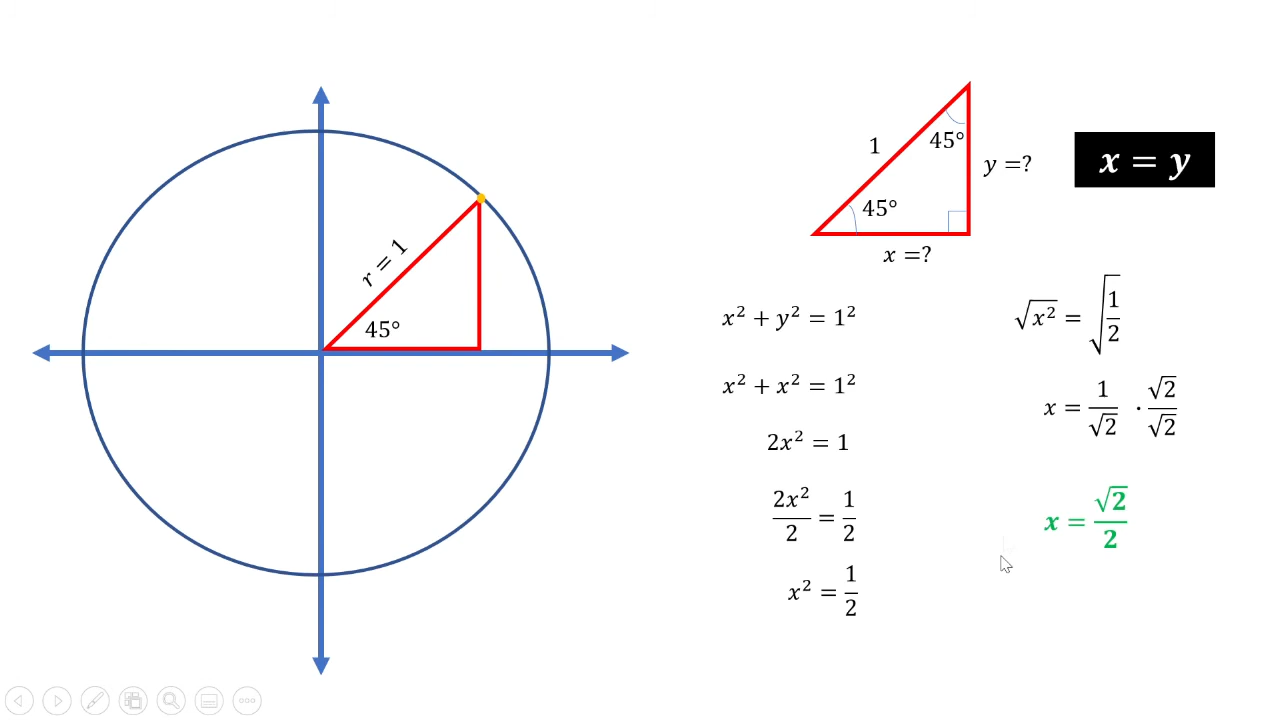 r = 1
45°
1
45°
45°
y =?
x =?
x = y
x² + y² = 1²
x² + x² = 1²
2x² = 1
2x²/2 = 1/2
x² = 1/2
√x² = √(1/2)
x = 1/√2 · √2/√2
x = √2/2